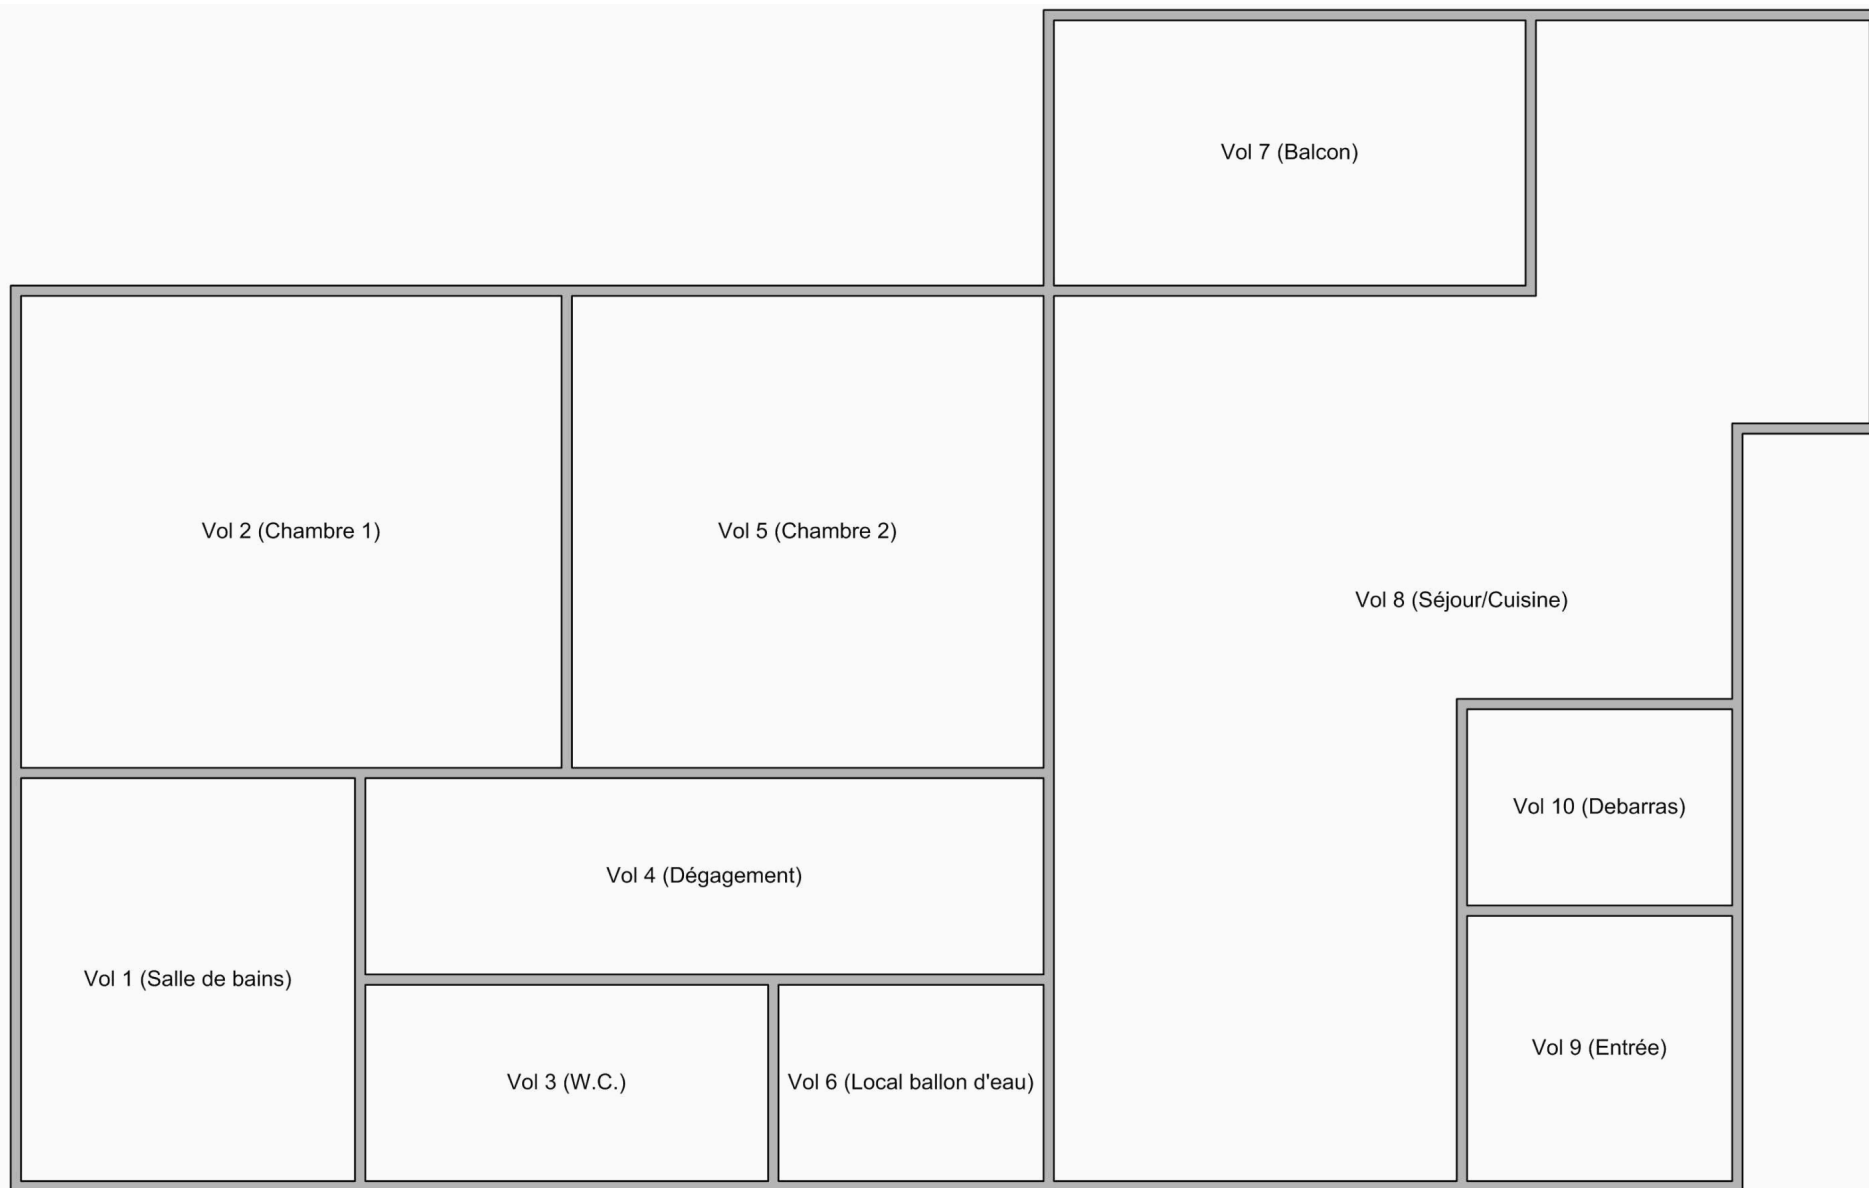 Vol 7 (Balcon)
Vol 2 (Chambre 1)
Vol 5 (Chambre 2)
Vol 8 (Séjour/Cuisine)
Vol 10 (Debarras)
Vol 4 (Dégagement)
Vol 1 (Salle de bains)
Vol 9 (Entrée)
Vol 3 (W.C.)
Vol 6 (Local ballon d'eau)